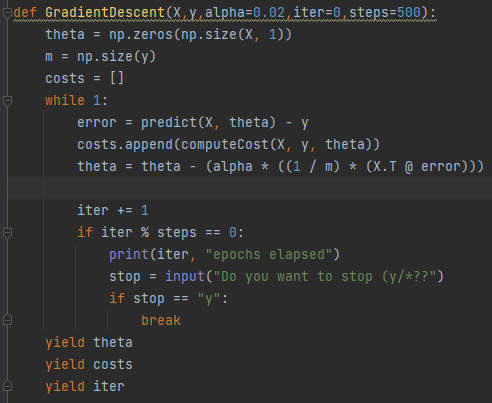 def GradientDescent(X,y,alpha=0.02,iter=0,steps=500):
    theta = np.zeros(np.size(X, 1))
    m = np.size(y)
    costs = []
    while 1:
        error = predict(X, theta) - y
        costs.append(computeCost(X, y, theta))
        theta = theta - (alpha * ((1 / m) * (X.T @ error)))
        iter += 1
        if iter % steps == 0:
            print(iter, "epochs elapsed")
            stop = input("Do you want to stop (y/*??")
            if stop == "y":
                break
    yield theta
    yield costs
    yield iter